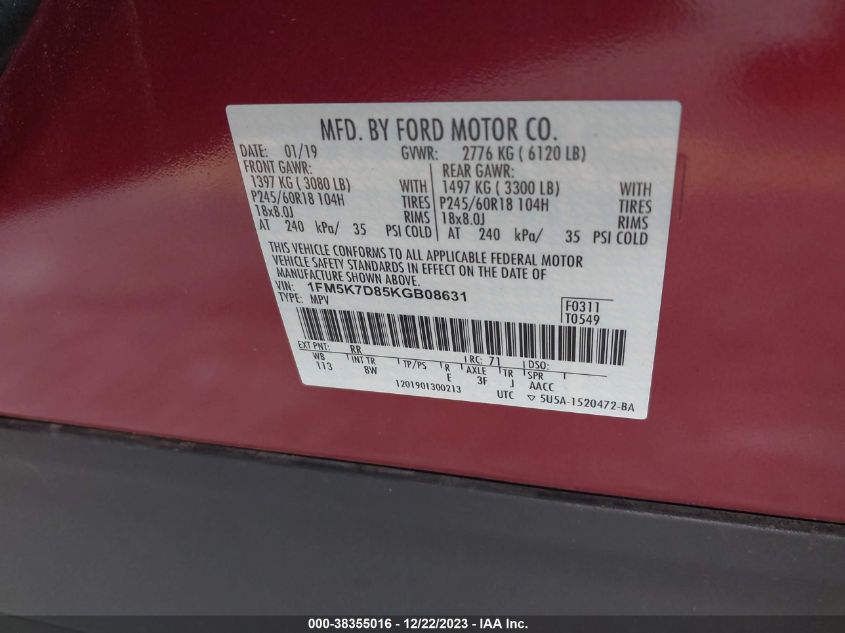 MFD. BY FORD MOTOR CO.
DATE: 01/19 GVWR: 2776 KG ( 6120 LB)
FRONT GAWR: REAR GAWR:
1397 KG ( 3080 LB) WITH 1497 KG ( 3300 LB) WITH
P245/60R18 104H TIRES P245/60R18 104H TIRES
18x8.0J RIMS 18x8.0J RIMS
AT 240 kPa/ 35 PSI COLD AT 240 kPa/ 35 PSI COLD
THIS VEHICLE CONFORMS TO ALL APPLICABLE FEDERAL MOTOR
VEHICLE SAFETY STANDARDS IN EFFECT ON THE DATE OF
MANUFACTURE SHOWN ABOVE.
VIN: 1FM5K7D85KGB08631
TYPE: MPV
F0311
T0549
EXT PNT: RR RC: 71 DSO:
WB INT TR TP/PS R AXLE TR SPR
113 8W E 3F J AACC
1201901300213 UTC ▽ 5U5A-1520472-BA
000-38355016 - 12/22/2023 - IAA Inc.